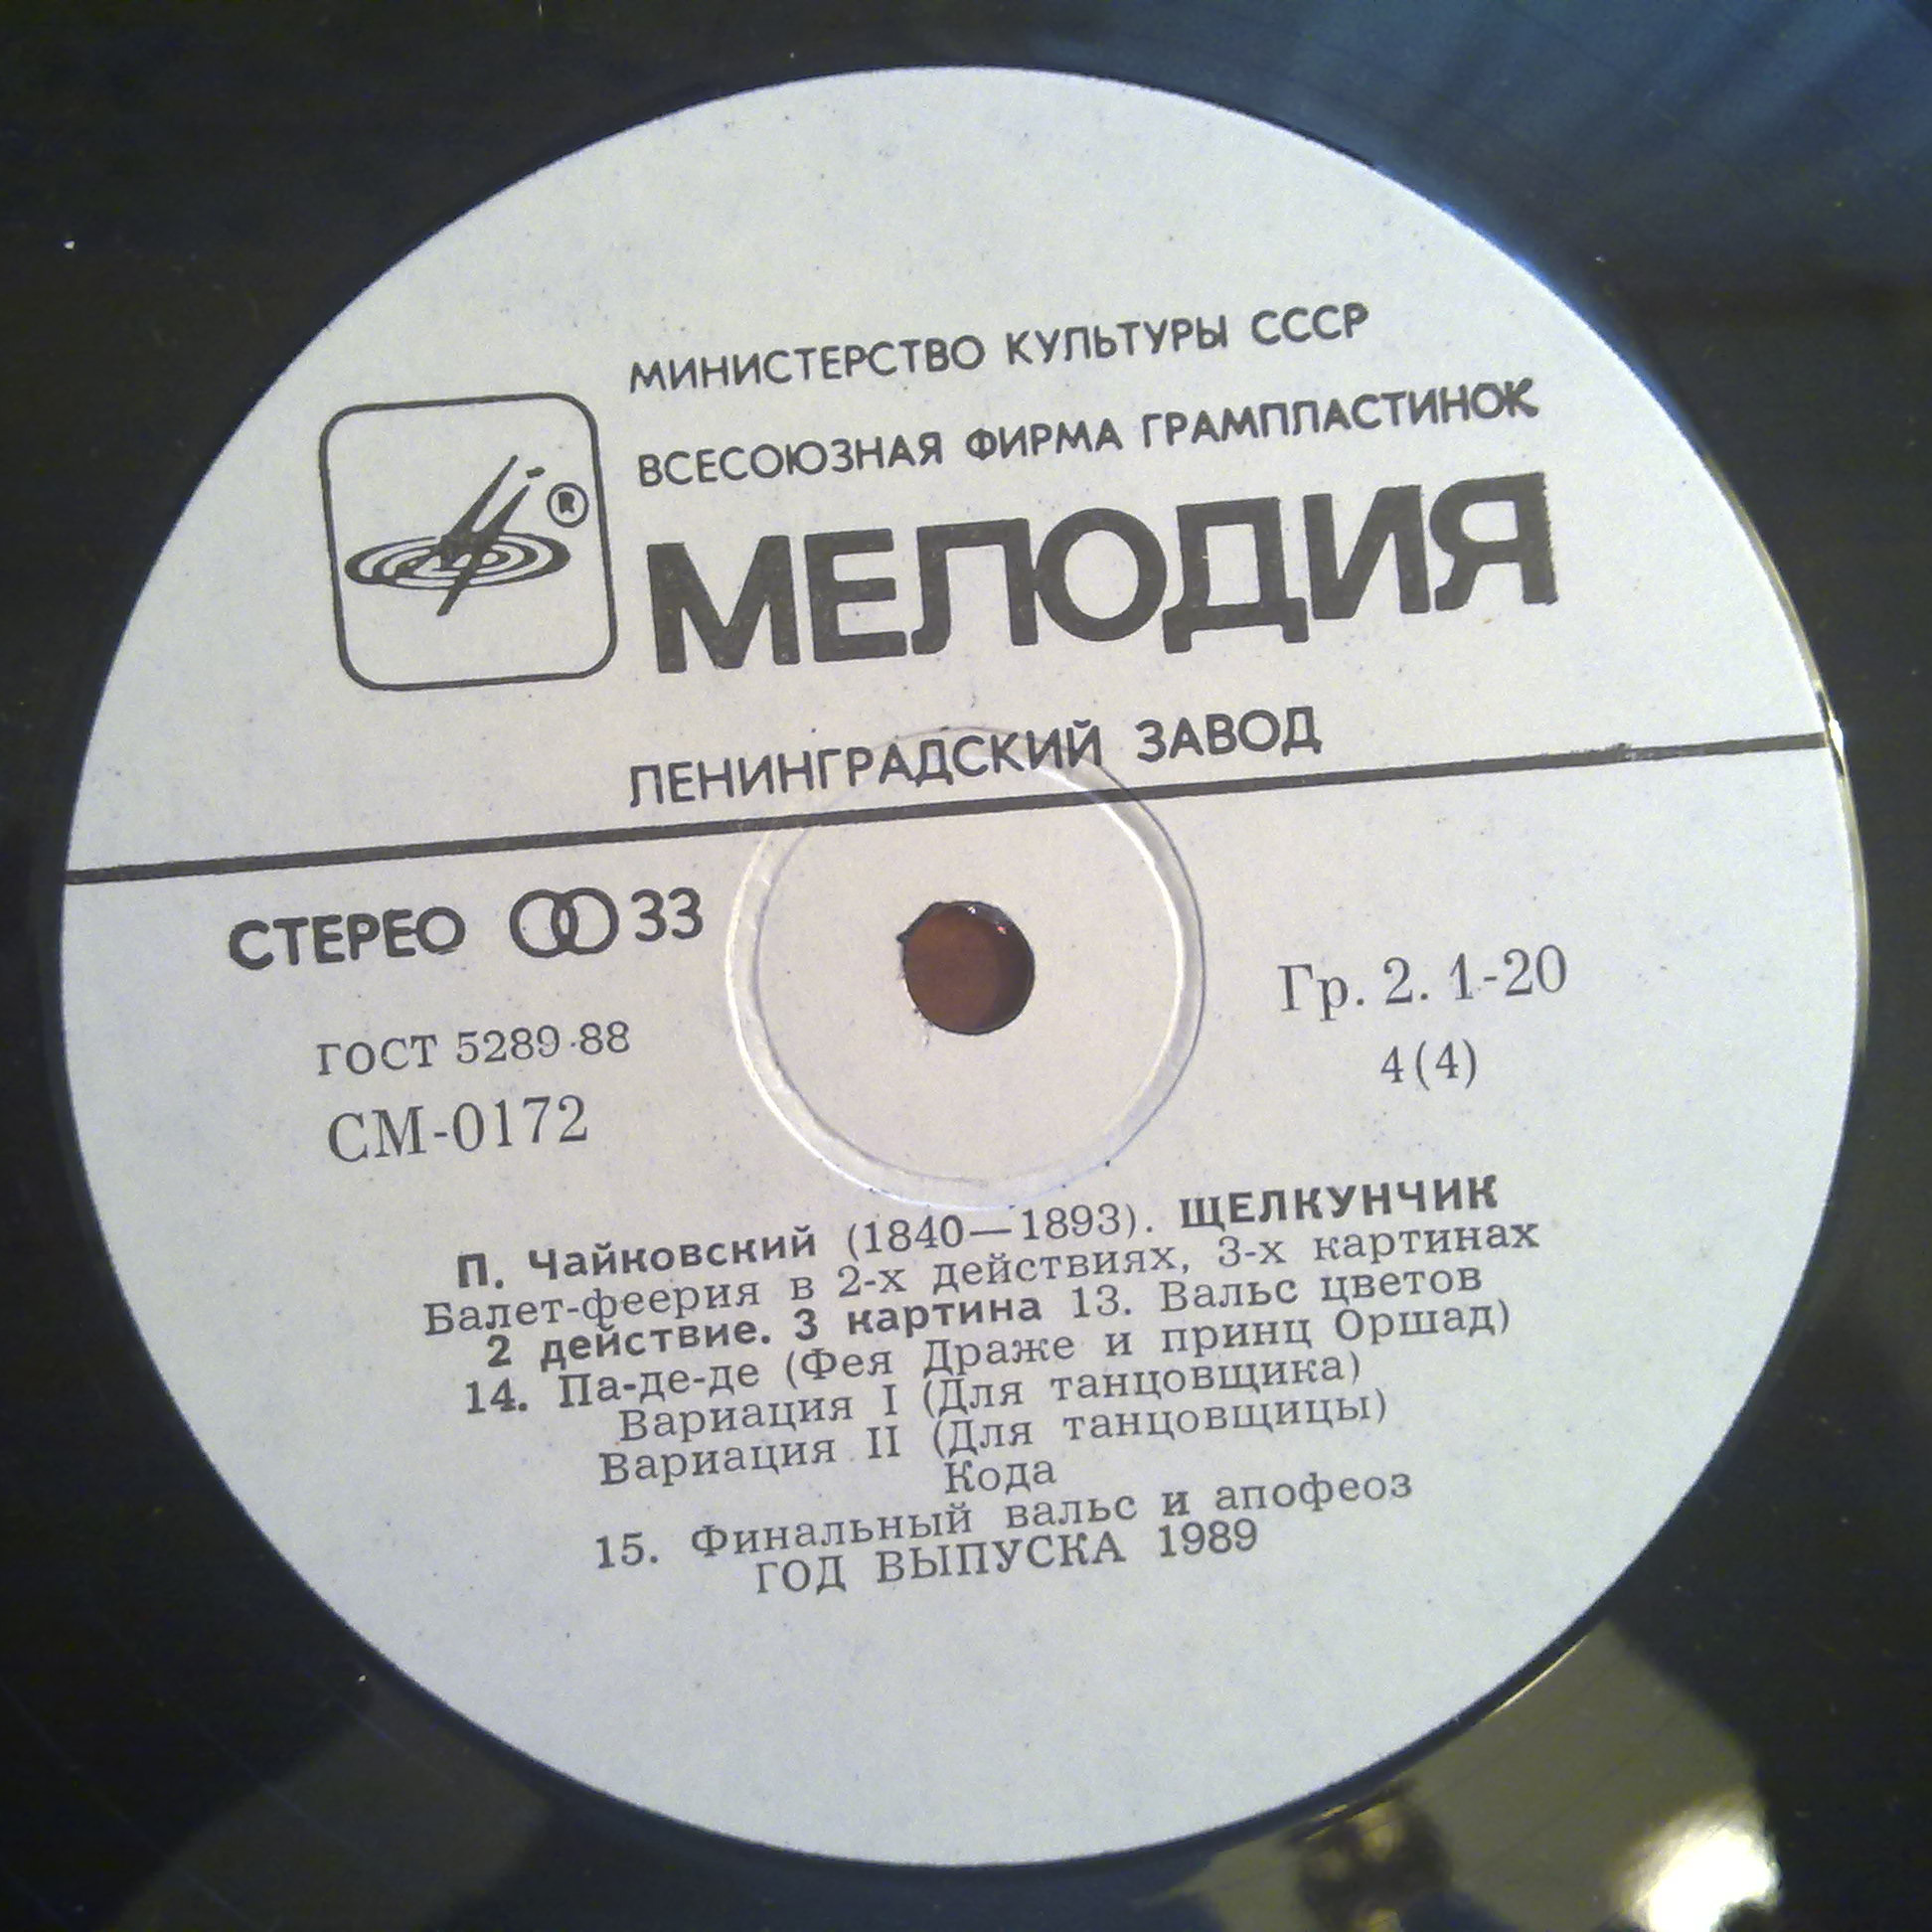 МИНИСТЕРСТВО КУЛЬТУРЫ СССР
ВСЕСОЮЗНАЯ ФИРМА ГРАМПЛАСТИНОК
®
МЕЛОДИЯ
ЛЕНИНГРАДСКИЙ ЗАВОД
СТЕРЕО 33
ГОСТ 5289-88
СМ-0172
Гр. 2. 1-20
4(4)
П. Чайковский (1840—1893). ЩЕЛКУНЧИК
Балет-феерия в 2-х действиях, 3-х картинах
2 действие. 3 картина 13. Вальс цветов
14. Па-де-де (Фея Драже и принц Оршад)
Вариация I (Для танцовщика)
Вариация II (Для танцовщицы)
Кода
15. Финальный вальс и апофеоз
ГОД ВЫПУСКА 1989